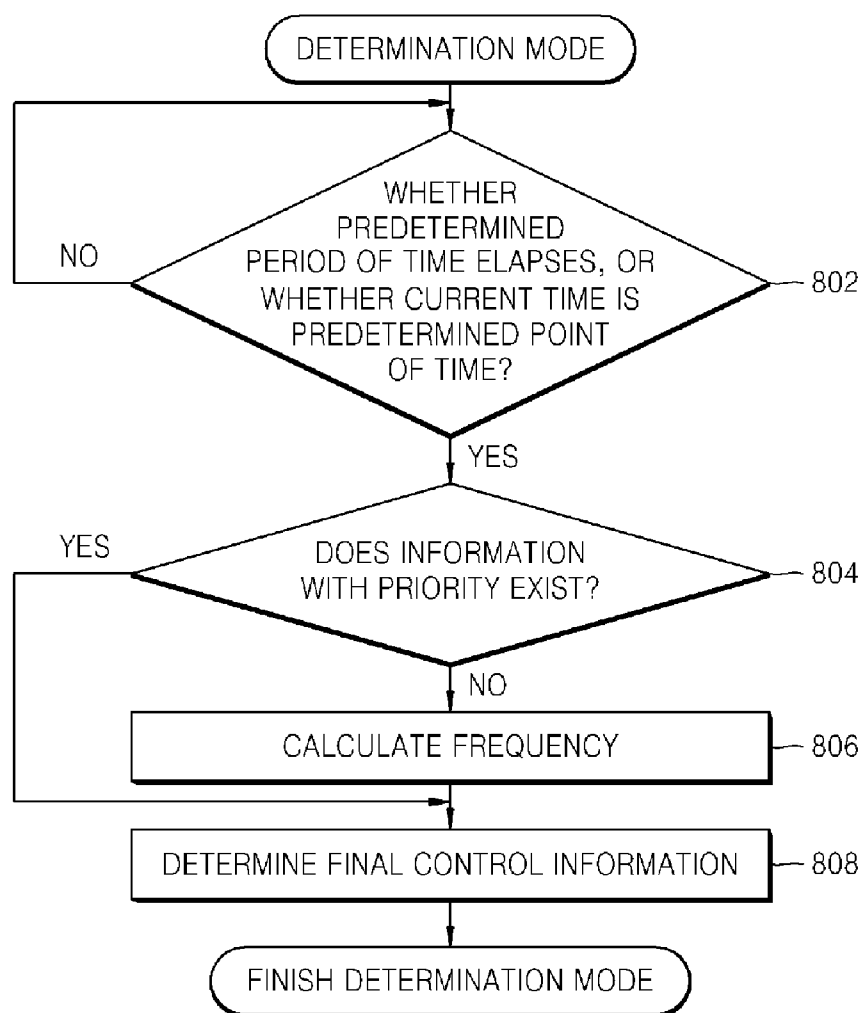 DETERMINATION MODE
WHETHER
PREDETERMINED
PERIOD OF TIME ELAPSES, OR
WHETHER CURRENT TIME IS
PREDETERMINED POINT
OF TIME?
NO
802
YES
YES
DOES INFORMATION
WITH PRIORITY EXIST?
804
NO
CALCULATE FREQUENCY
806
DETERMINE FINAL CONTROL INFORMATION
808
FINISH DETERMINATION MODE